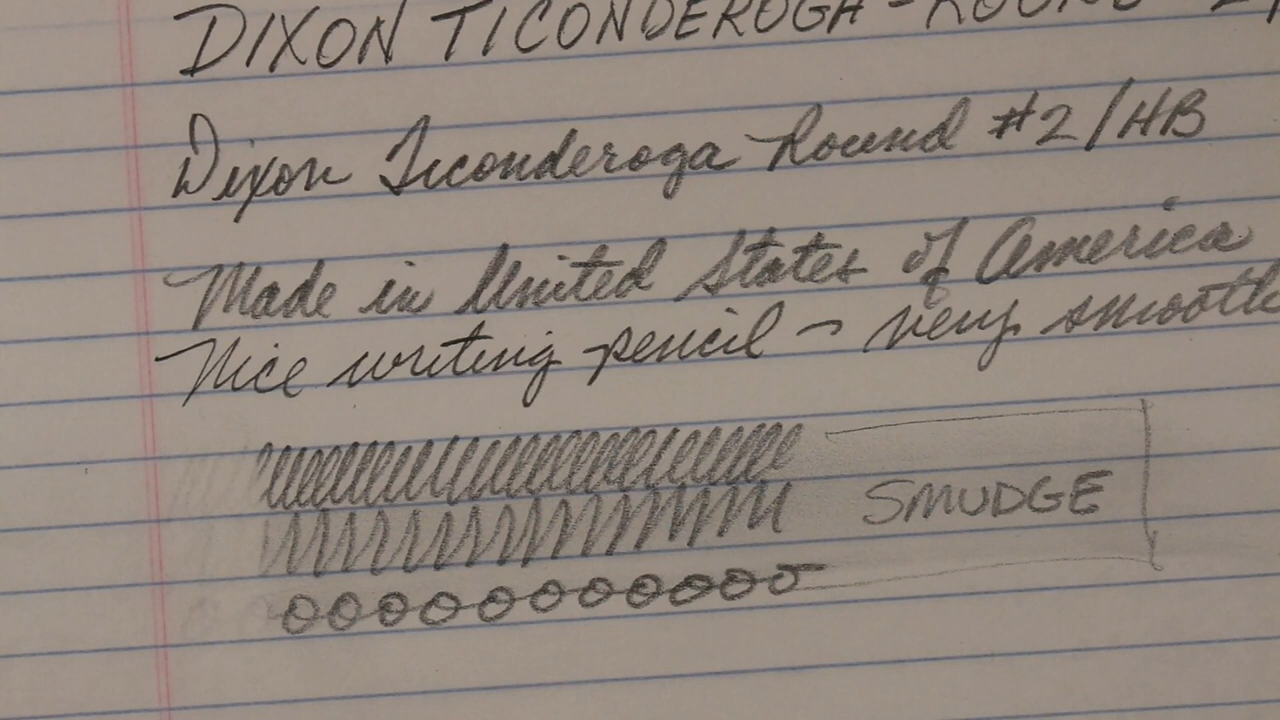 DIXON TICONDEROGA - ROUND
Dixon Ticonderoga Round #2/HB
Made in United States of America
Nice writing pencil - very smooth
SMUDGE